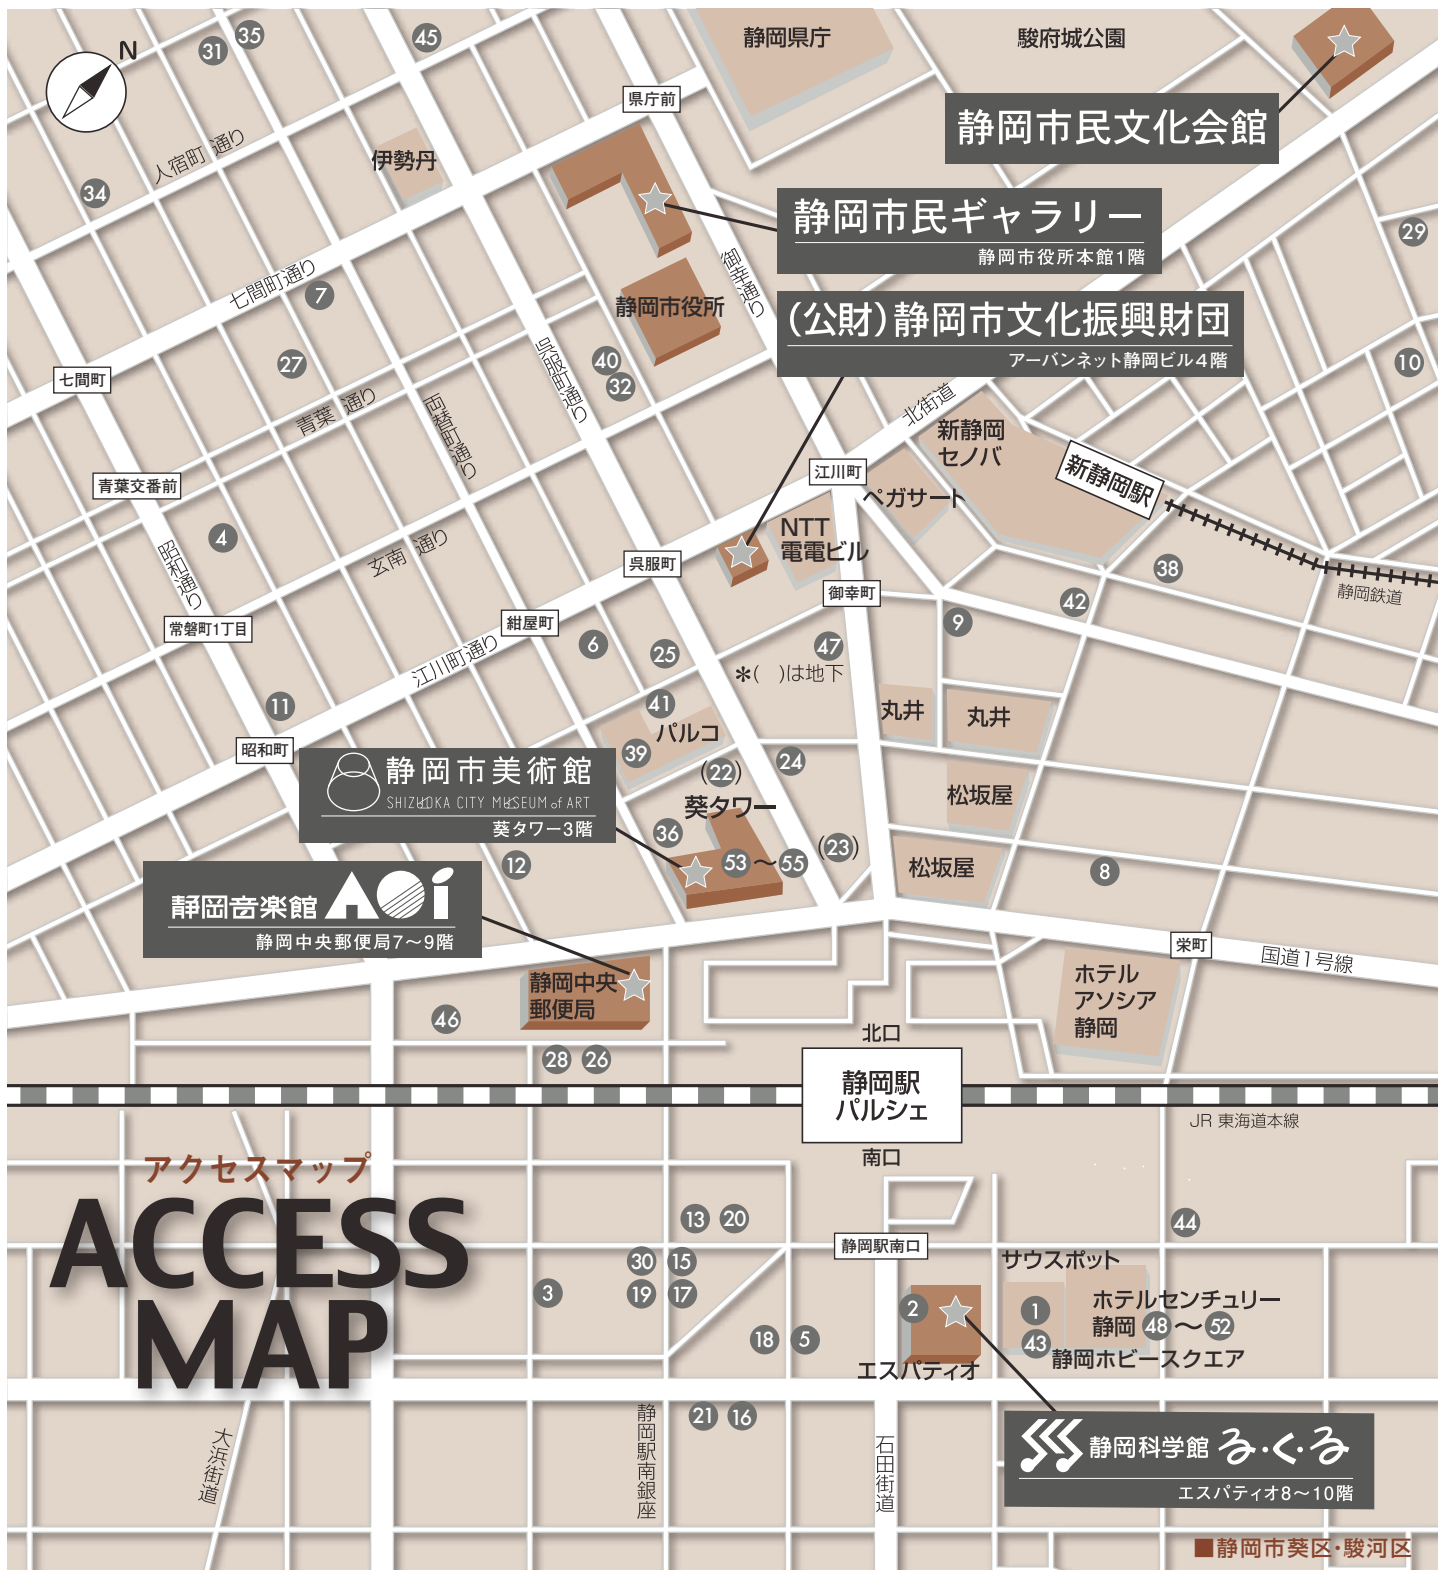 N
31
35
45
静岡県庁
駿府城公園
県庁前
静岡市民文化会館
人宿町 通り
伊勢丹
34
静岡市民ギャラリー
静岡市役所本館1階
29
御幸通り
七間町通り
7
静岡市役所
(公財)静岡市文化振興財団
アーバンネット静岡ビル4階
27
40
32
呉服町通り
10
七間町
青葉 通り
両替町通り
北街道
新静岡
セノバ
新静岡駅
江川町
青葉交番前
ペガサート
4
NTT
電電ビル
玄南 通り
昭和通り
呉服町
38
静岡鉄道
御幸町
42
9
常磐町1丁目
紺屋町
6
25
47
江川町通り
*( )は地下
11
41
パルコ
丸井
丸井
39
昭和町
24
(22)
静岡市美術館
SHIZUOKA CITY MUSEUM of ART
葵タワー3階
葵タワー
松坂屋
36
53～55
(23)
12
松坂屋
8
静岡音楽館 AOi
静岡中央郵便局7～9階
栄町
国道1号線
静岡中央
郵便局
ホテル
アソシア
静岡
46
北口
28
26
静岡駅
パルシェ
JR 東海道本線
南口
アクセスマップ
ACCESS
MAP
13
20
44
静岡駅南口
30
15
サウスポット
3
19
17
2
1
ホテルセンチュリー
静岡 48～52
18
5
43
静岡ホビースクエア
エスパティオ
21
16
静岡駅南銀座
大浜街道
石田街道
静岡科学館 る・く・る
エスパティオ8～10階
■静岡市葵区・駿河区